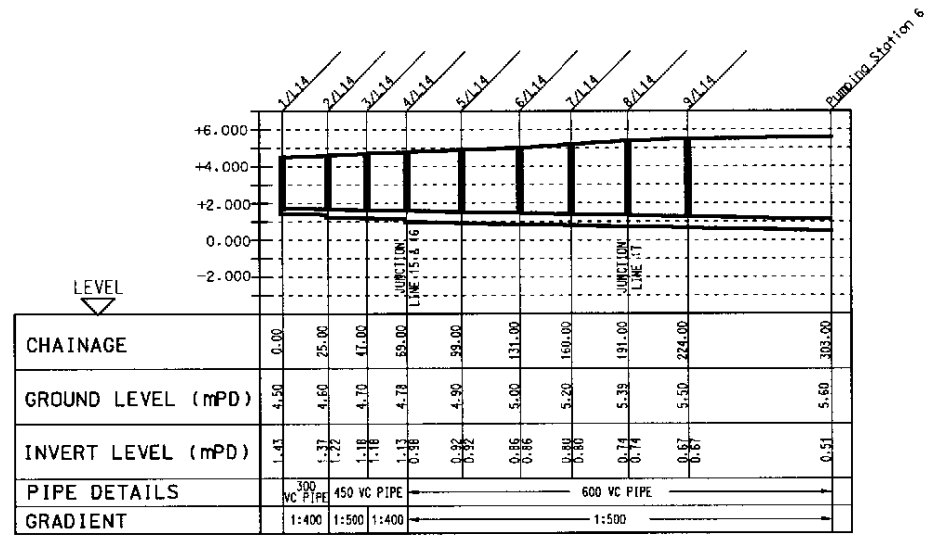 1/L14 2/L14 3/L14 4/L14 5/L14 6/L14 7/L14 8/L14 9/L14 Pumping Station 6
+6.000
+4.000
+2.000
0.000
-2.000
JUNCTION
LINE 15 & 16
JUNCTION
LINE 17
LEVEL
CHAINAGE 0.00 25.00 47.00 69.00 99.00 131.00 160.00 191.00 224.00 303.00
GROUND LEVEL (mPD) 4.50 4.60 4.70 4.78 4.90 5.00 5.20 5.39 5.50 5.60
INVERT LEVEL (mPD) 1.43 1.37 1.22 1.18 1.18 1.13 0.98 0.92 0.92 0.86 0.86 0.80 0.80 0.74 0.74 0.67 0.67 0.51
PIPE DETAILS 300 VC PIPE 450 VC PIPE 600 VC PIPE
GRADIENT 1:400 1:500 1:400 1:500